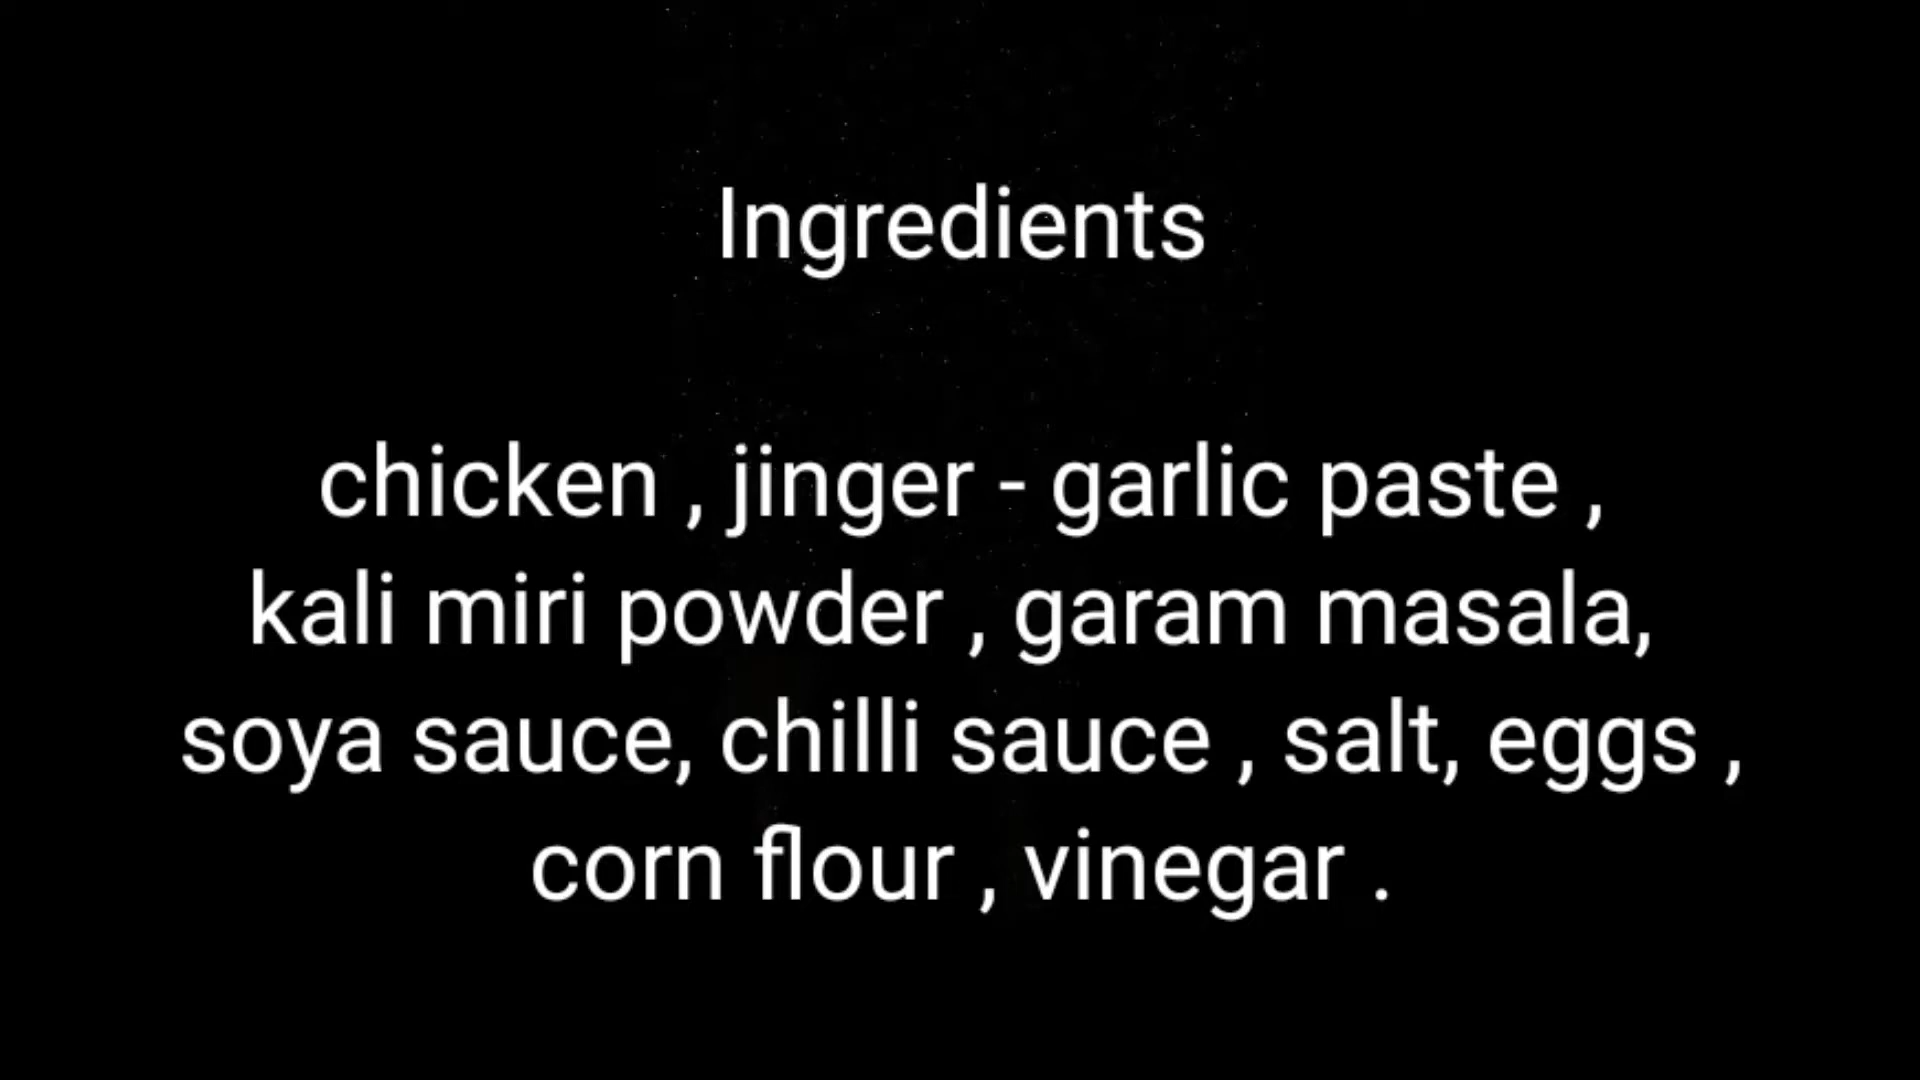 Ingredients
chicken , jinger - garlic paste ,
kali miri powder , garam masala,
soya sauce, chilli sauce , salt, eggs ,
corn flour , vinegar .